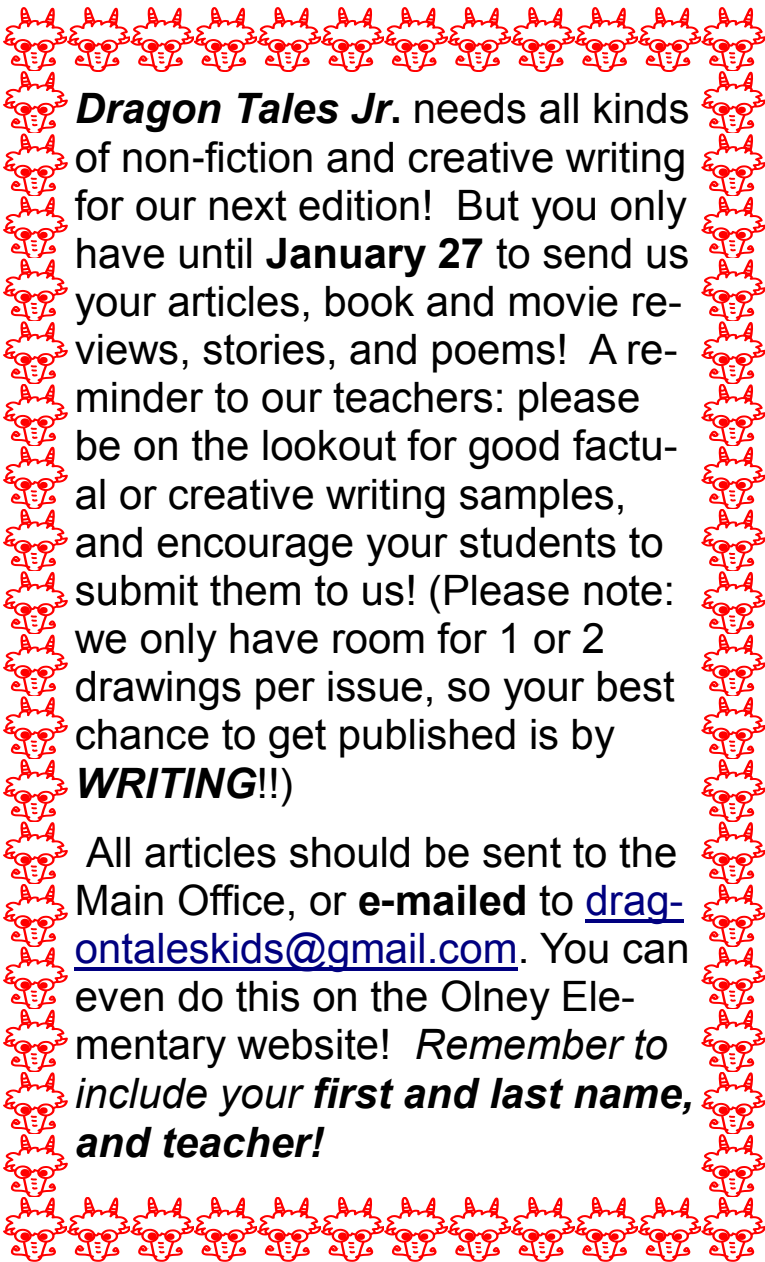 Dragon Tales Jr. needs all kinds
of non-fiction and creative writing
for our next edition!  But you only
have until January 27 to send us
your articles, book and movie re-
views, stories, and poems!  A re-
minder to our teachers: please
be on the lookout for good factu-
al or creative writing samples,
and encourage your students to
submit them to us! (Please note:
we only have room for 1 or 2
drawings per issue, so your best
chance to get published is by
WRITING!!)
All articles should be sent to the
Main Office, or e-mailed to drag-
ontaleskids@gmail.com. You can
even do this on the Olney Ele-
mentary website!  Remember to
include your first and last name,
and teacher!